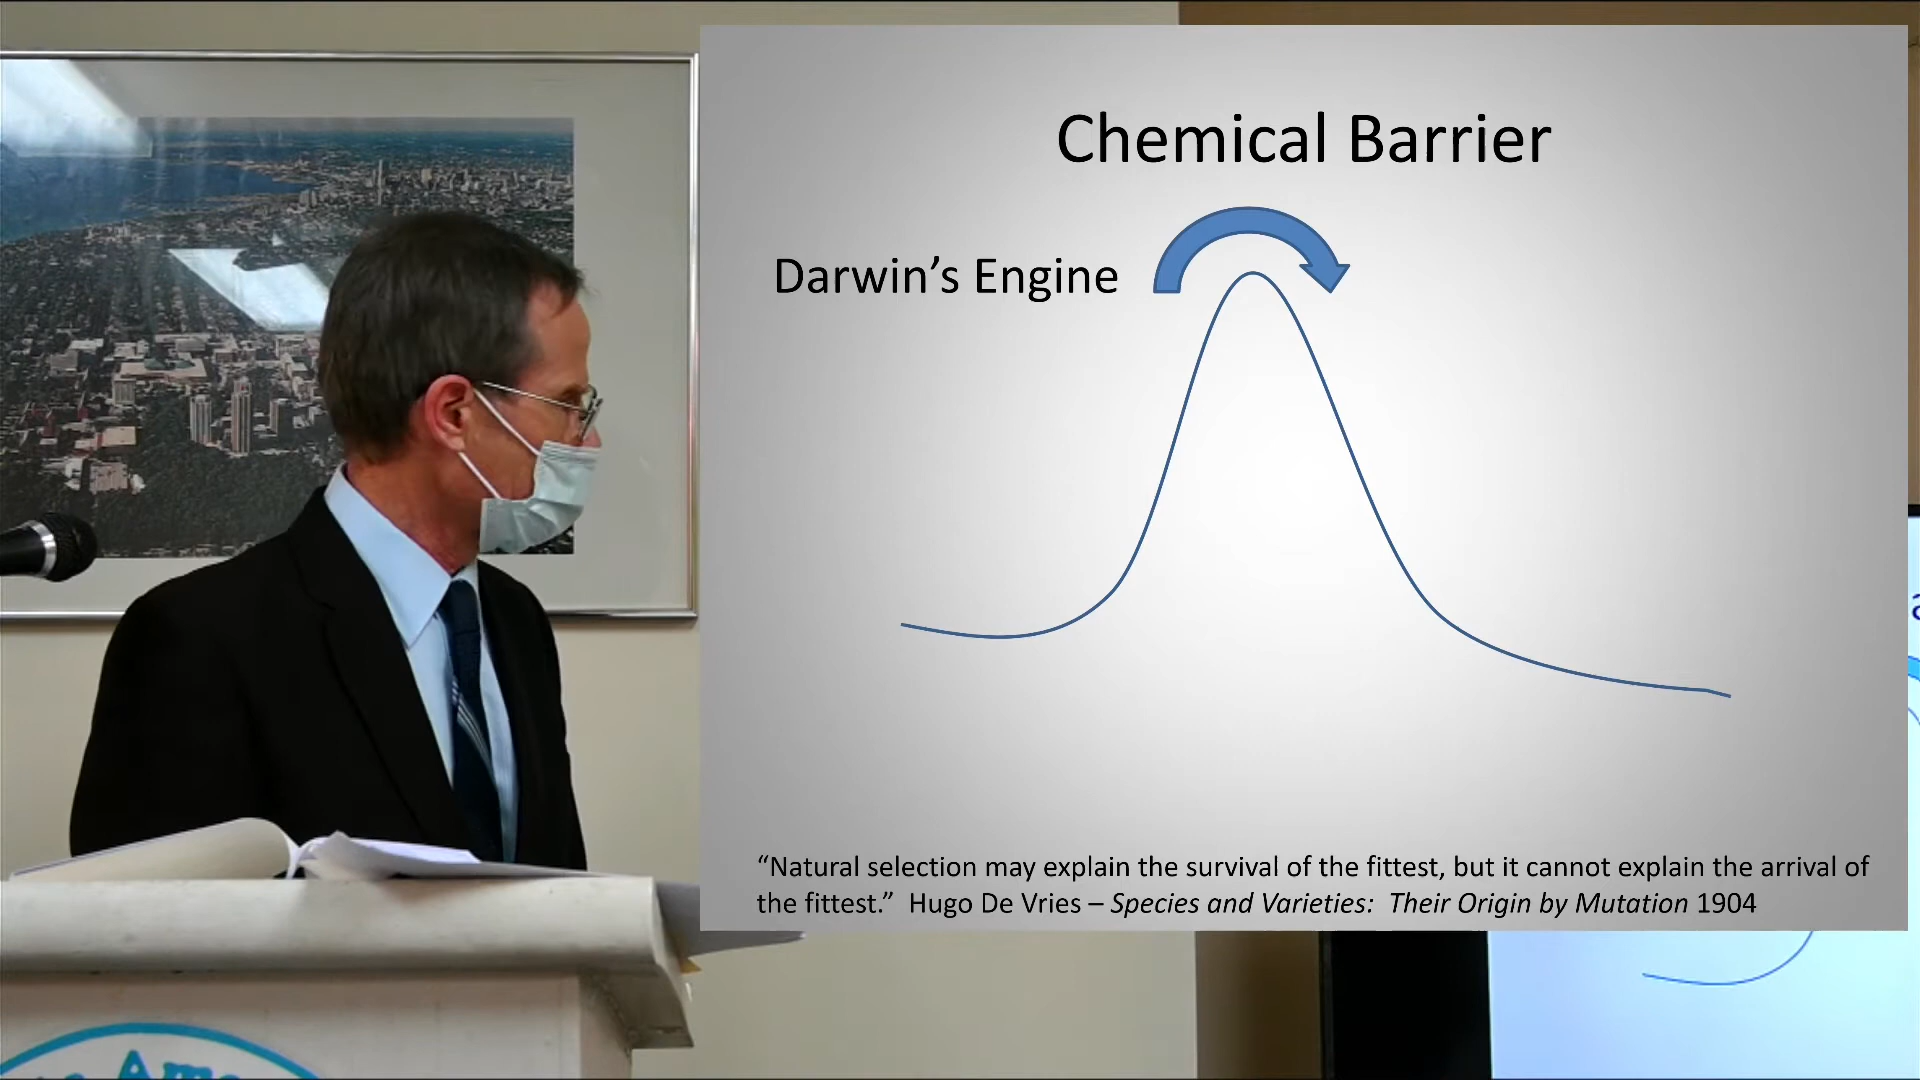 Chemical Barrier
Darwin’s Engine
“Natural selection may explain the survival of the fittest, but it cannot explain the arrival of
the fittest.”  Hugo De Vries – Species and Varieties:  Their Origin by Mutation 1904